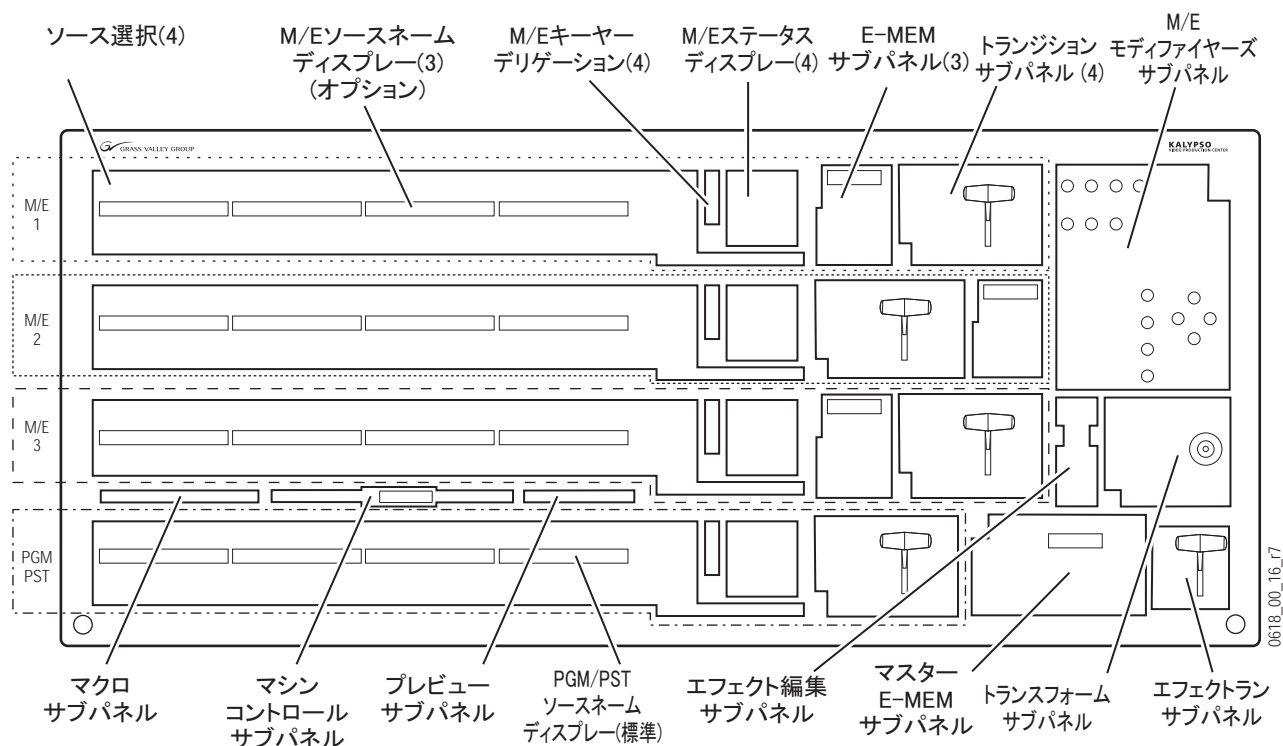 ソース選択(4)
M/Eソースネーム
ディスプレー(3)
(オプション)
M/Eキーヤー
デリゲーション(4)
M/Eステータス
ディスプレー(4)
E-MEM
サブパネル(3)
トランジション
サブパネル (4)
M/E
モディファイヤーズ
サブパネル
GRASS VALLEY GROUP
KALYPSO
VIDEO PRODUCTION CENTER
M/E
1
M/E
2
M/E
3
PGM
PST
マクロ
サブパネル
マシン
コントロール
サブパネル
プレビュー
サブパネル
PGM/PST
ソースネーム
ディスプレー(標準)
エフェクト編集
サブパネル
マスター
E-MEM
サブパネル
トランスフォーム
サブパネル
エフェクトラン
サブパネル
0618_00_16_r7